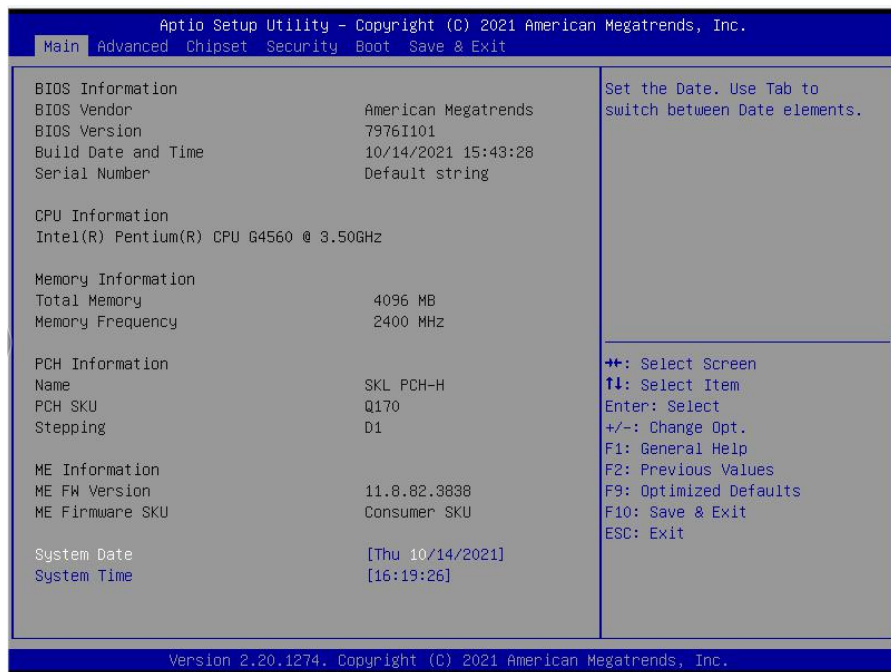 Aptio Setup Utility – Copyright (C) 2021 American Megatrends, Inc.
Main Advanced Chipset Security Boot Save & Exit
BIOS Information
BIOS Vendor American Megatrends
BIOS Version 7976I101
Build Date and Time 10/14/2021 15:43:28
Serial Number Default string
CPU Information
Intel(R) Pentium(R) CPU G4560 @ 3.50GHz
Memory Information
Total Memory 4096 MB
Memory Frequency 2400 MHz
PCH Information
Name SKL PCH-H
PCH SKU Q170
Stepping D1
ME Information
ME FW Version 11.8.82.3838
ME Firmware SKU Consumer SKU
System Date [Thu 10/14/2021]
System Time [16:19:26]
Set the Date. Use Tab to
switch between Date elements.
→←: Select Screen
↑↓: Select Item
Enter: Select
+/-: Change Opt.
F1: General Help
F2: Previous Values
F9: Optimized Defaults
F10: Save & Exit
ESC: Exit
Version 2.20.1274. Copyright (C) 2021 American Megatrends, Inc.